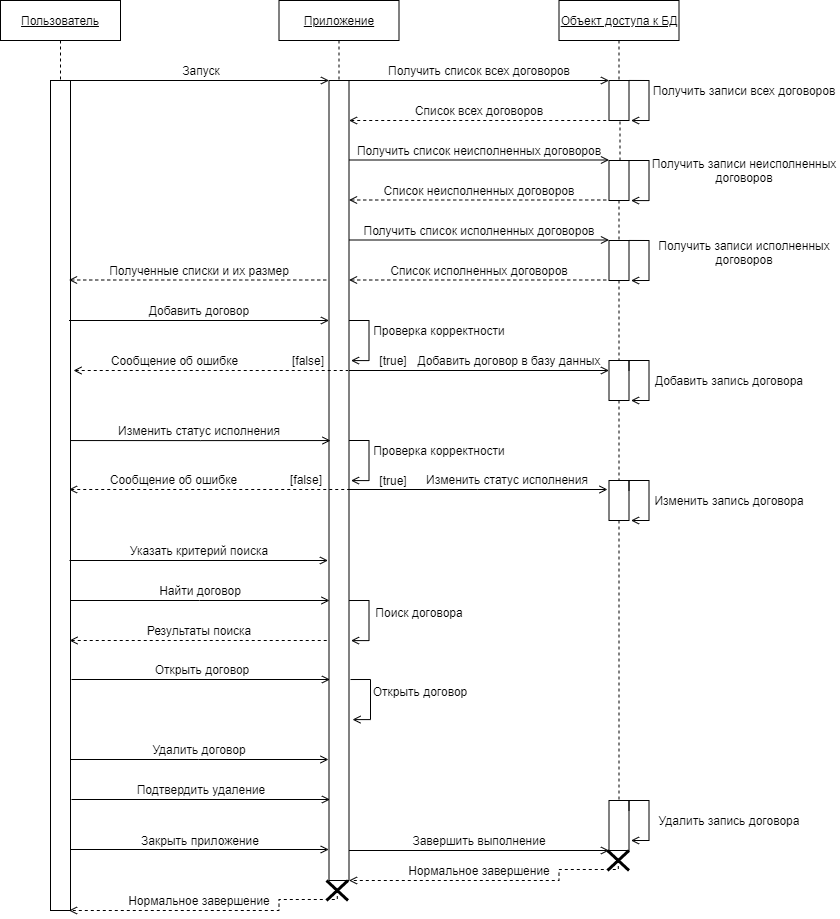 Пользователь
Приложение
Объект доступа к БД
Запуск
Получить список всех договоров
Получить записи всех договоров
Список всех договоров
Получить список неисполненных договоров
Получить записи неисполненных
договоров
Список неисполненных договоров
Получить список исполненных договоров
Получить записи исполненных
договоров
Полученные списки и их размер
Список исполненных договоров
Добавить договор
Проверка корректности
Сообщение об ошибке
[false]
[true]
Добавить договор в базу данных
Добавить запись договора
Изменить статус исполнения
Проверка корректности
Сообщение об ошибке
[false]
[true]
Изменить статус исполнения
Изменить запись договора
Указать критерий поиска
Найти договор
Поиск договора
Результаты поиска
Открыть договор
Открыть договор
Удалить договор
Подтвердить удаление
Удалить запись договора
Закрыть приложение
Завершить выполнение
Нормальное завершение
Нормальное завершение